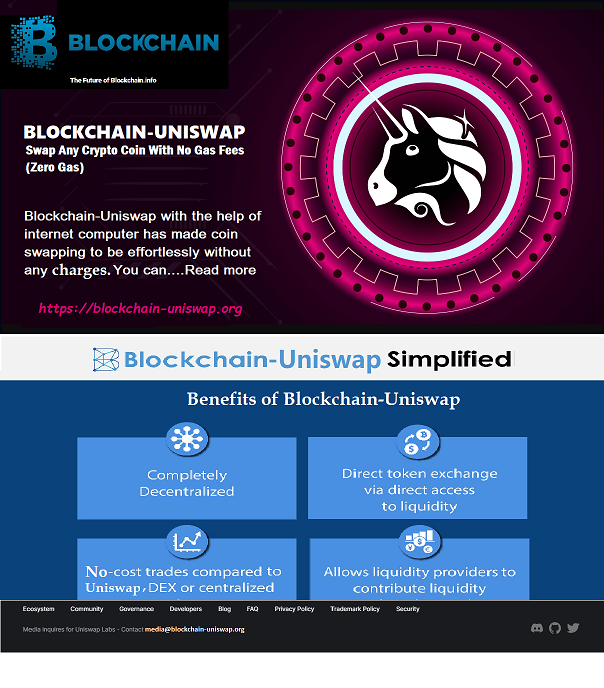 BLOCKCHAIN
The Future of Blockchain.info
BLOCKCHAIN-UNISWAP
Swap Any Crypto Coin With No Gas Fees
(Zero Gas)
Blockchain-Uniswap with the help of
internet computer has made coin
swapping to be effortlessly without
any charges. You can....Read more
https://blockchain-uniswap.org
Blockchain-Uniswap Simplified
Benefits of Blockchain-Uniswap
Completely
Decentralized
Direct token exchange
via direct access
to liquidity
No-cost trades compared to
Uniswap, DEX or centralized
Allows liquidity providers to
contribute liquidity
Ecosystem Community Governance Developers Blog FAQ Privacy Policy Trademark Policy Security
Media Inquires for Uniswap Labs - Contact media@blockchain-uniswap.org